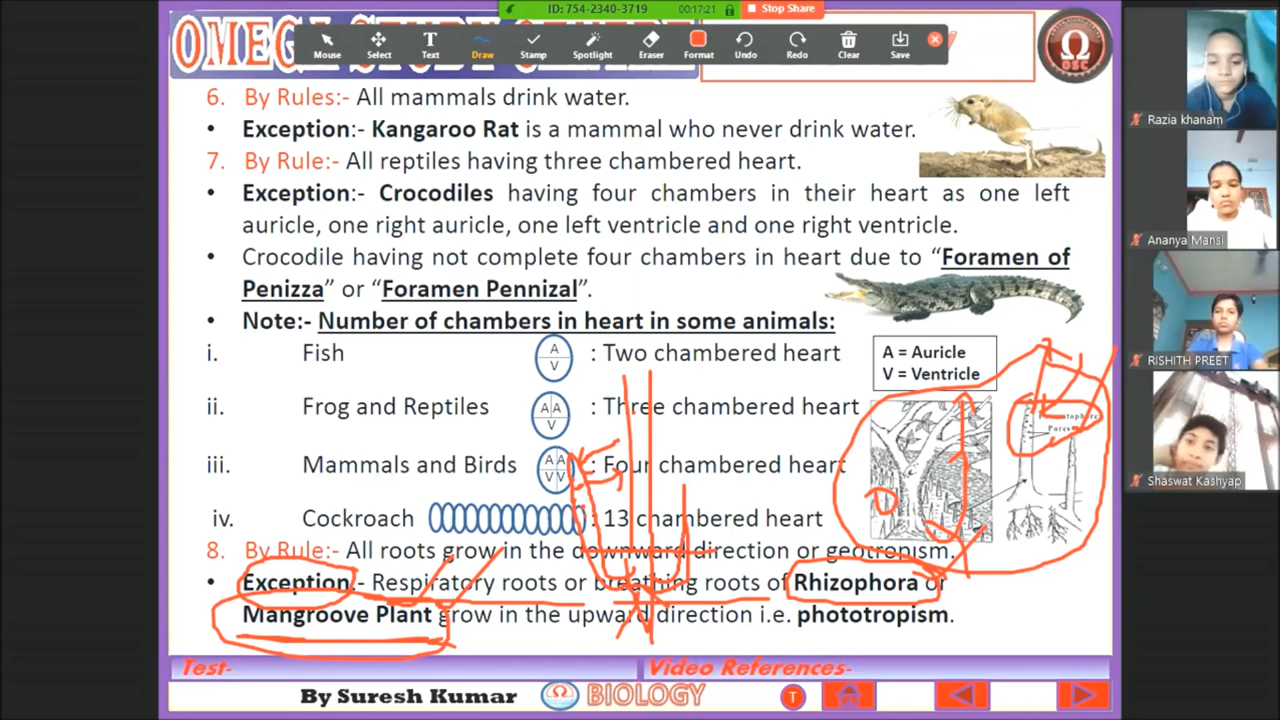 ID: 754-2340-3719 00:17:21 Stop Share
OMEGA STUDY
Mouse Select Text Draw Stamp Spotlight Eraser Format Undo Redo Clear Save
Ω
OSC
6. By Rules:- All mammals drink water.
• Exception:- Kangaroo Rat is a mammal who never drink water.
7. By Rule:- All reptiles having three chambered heart.
• Exception:- Crocodiles having four chambers in their heart as one left
auricle, one right auricle, one left ventricle and one right ventricle.
• Crocodile having not complete four chambers in heart due to “Foramen of
Penizza” or “Foramen Pennizal”.
• Note:- Number of chambers in heart in some animals:
i. Fish A V : Two chambered heart
A = Auricle
V = Ventricle
ii. Frog and Reptiles A A V : Three chambered heart
Pores
iii. Mammals and Birds A A V V : Four chambered heart
iv. Cockroach : 13 chambered heart
8. By Rule:- All roots grow in the downward direction or geotropism.
• Exception:- Respiratory roots or breathing roots of Rhizophora or
Mangroove Plant grow in the upward direction i.e. phototropism.
Test- Video References-
By Suresh Kumar Ω BIOLOGY T
Razia khanam
Ananya Mansi
RISHITH PREET
Shaswat Kashyap